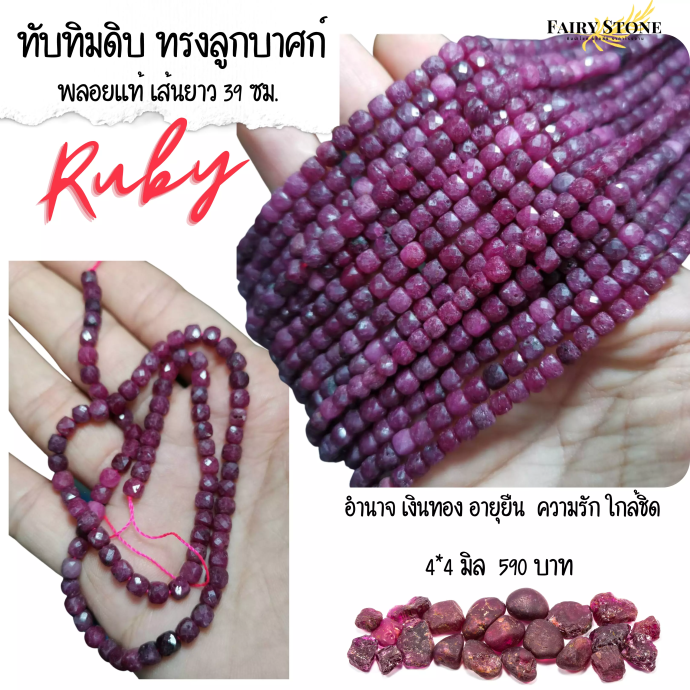 ทับทิมดิบ ทรงลูกบาศก์
พลอยแท้ เส้นยาว 39 ซม.
Ruby
FAIRY STONE
อำนาจ เงินทอง อายุยืน ความรัก ใกล้ชิด
4*4 มิล 590 บาท